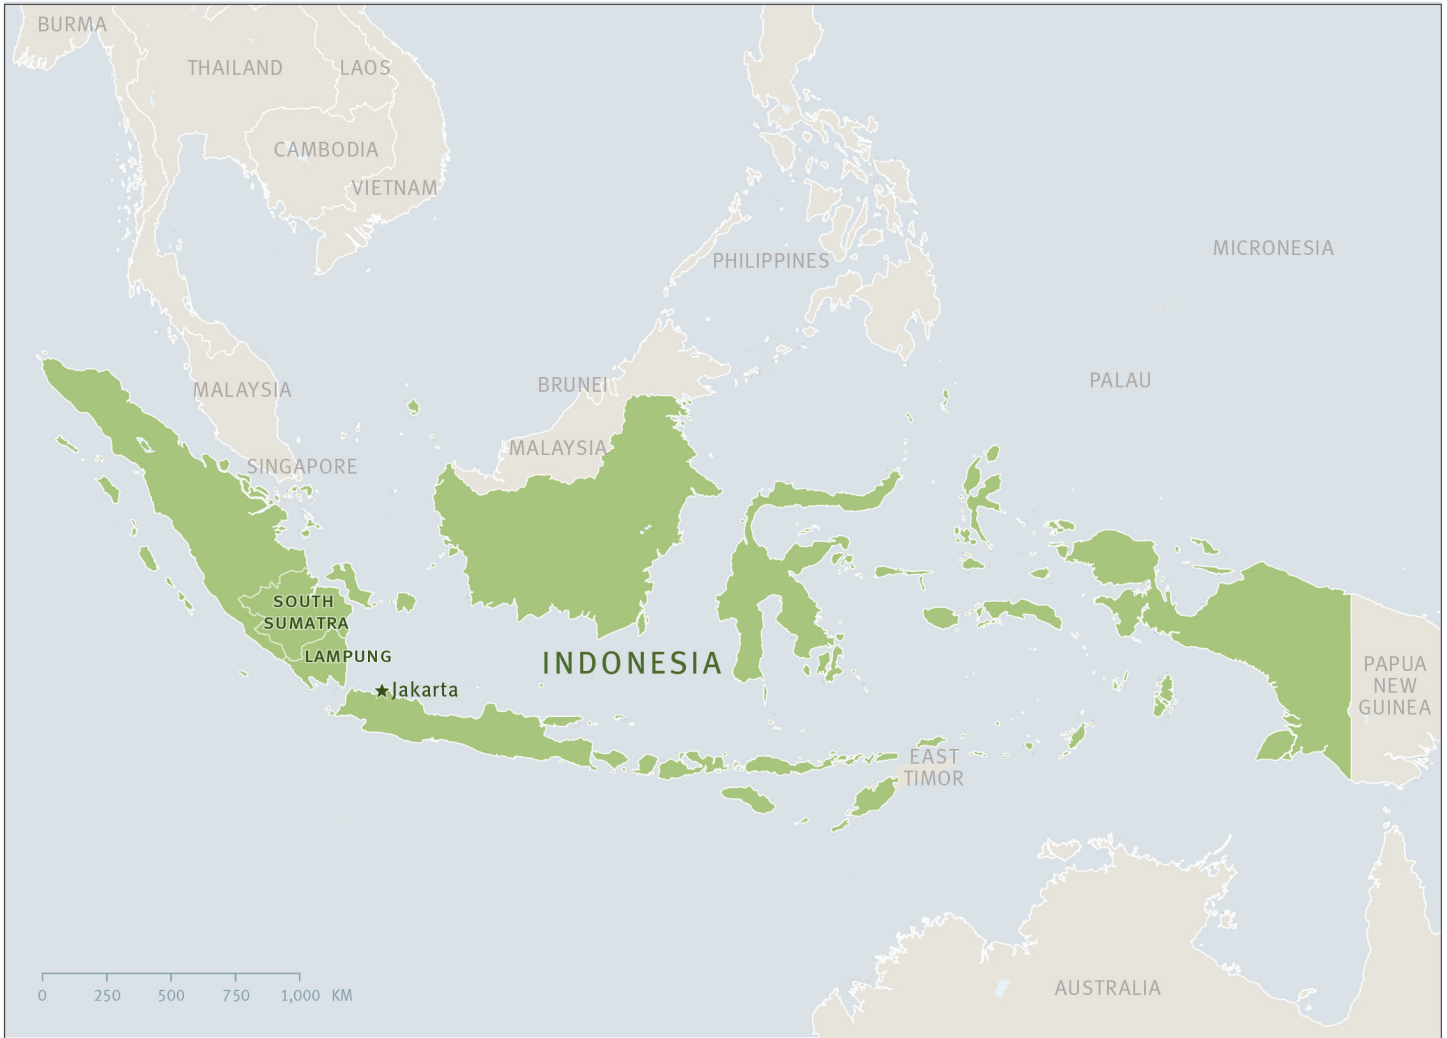 BURMA
THAILAND
LAOS
CAMBODIA
VIETNAM
PHILIPPINES
MICRONESIA
MALAYSIA
BRUNEI
PALAU
MALAYSIA
SINGAPORE
SOUTH
SUMATRA
LAMPUNG
INDONESIA
Jakarta
PAPUA
NEW
GUINEA
EAST
TIMOR
AUSTRALIA
0 250 500 750 1,000 KM